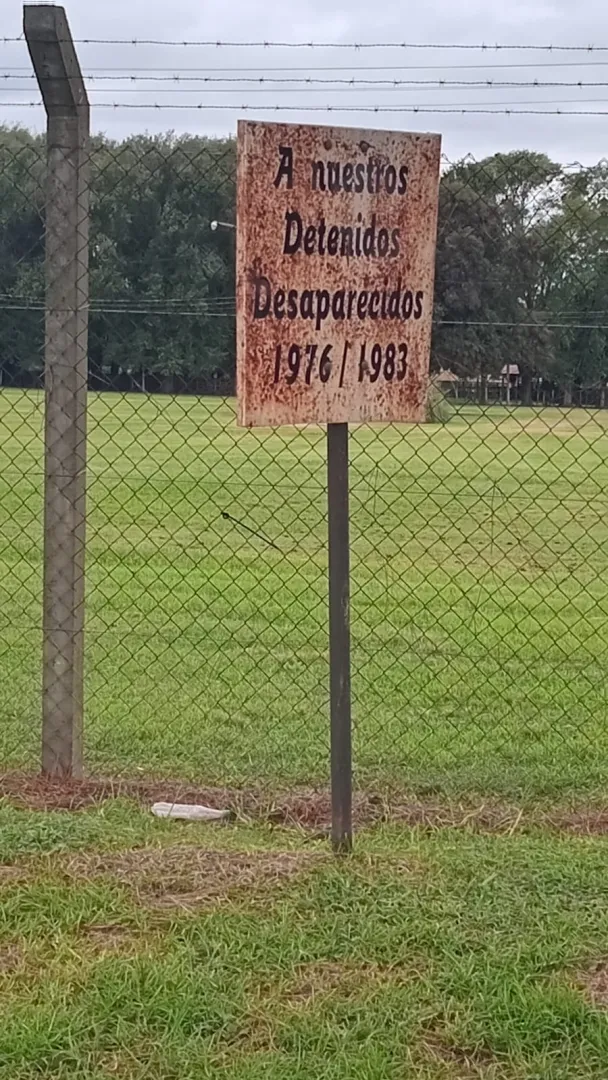 A nuestros
Detenidos
Desaparecidos
1976/1983